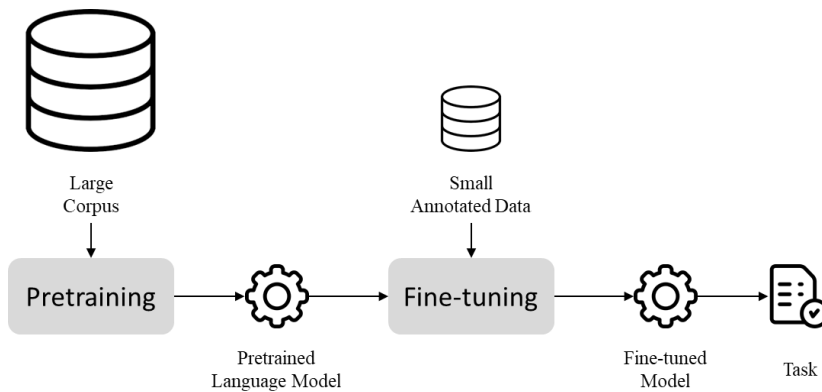 Large
Corpus
Small
Annotated Data
Pretraining
Fine-tuning
Pretrained
Language Model
Fine-tuned
Model
Task